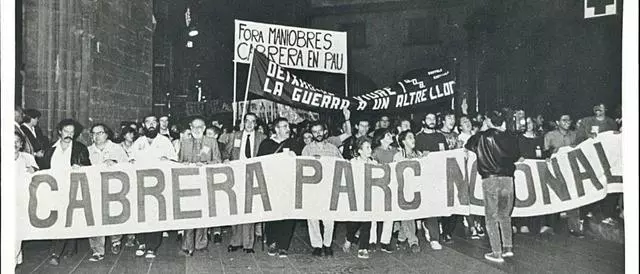 FORA MANIOBRES
CABRERA EN PAU
LA GUERRA A UN ALTRE LLOC
CABRERA PARC NACIONAL